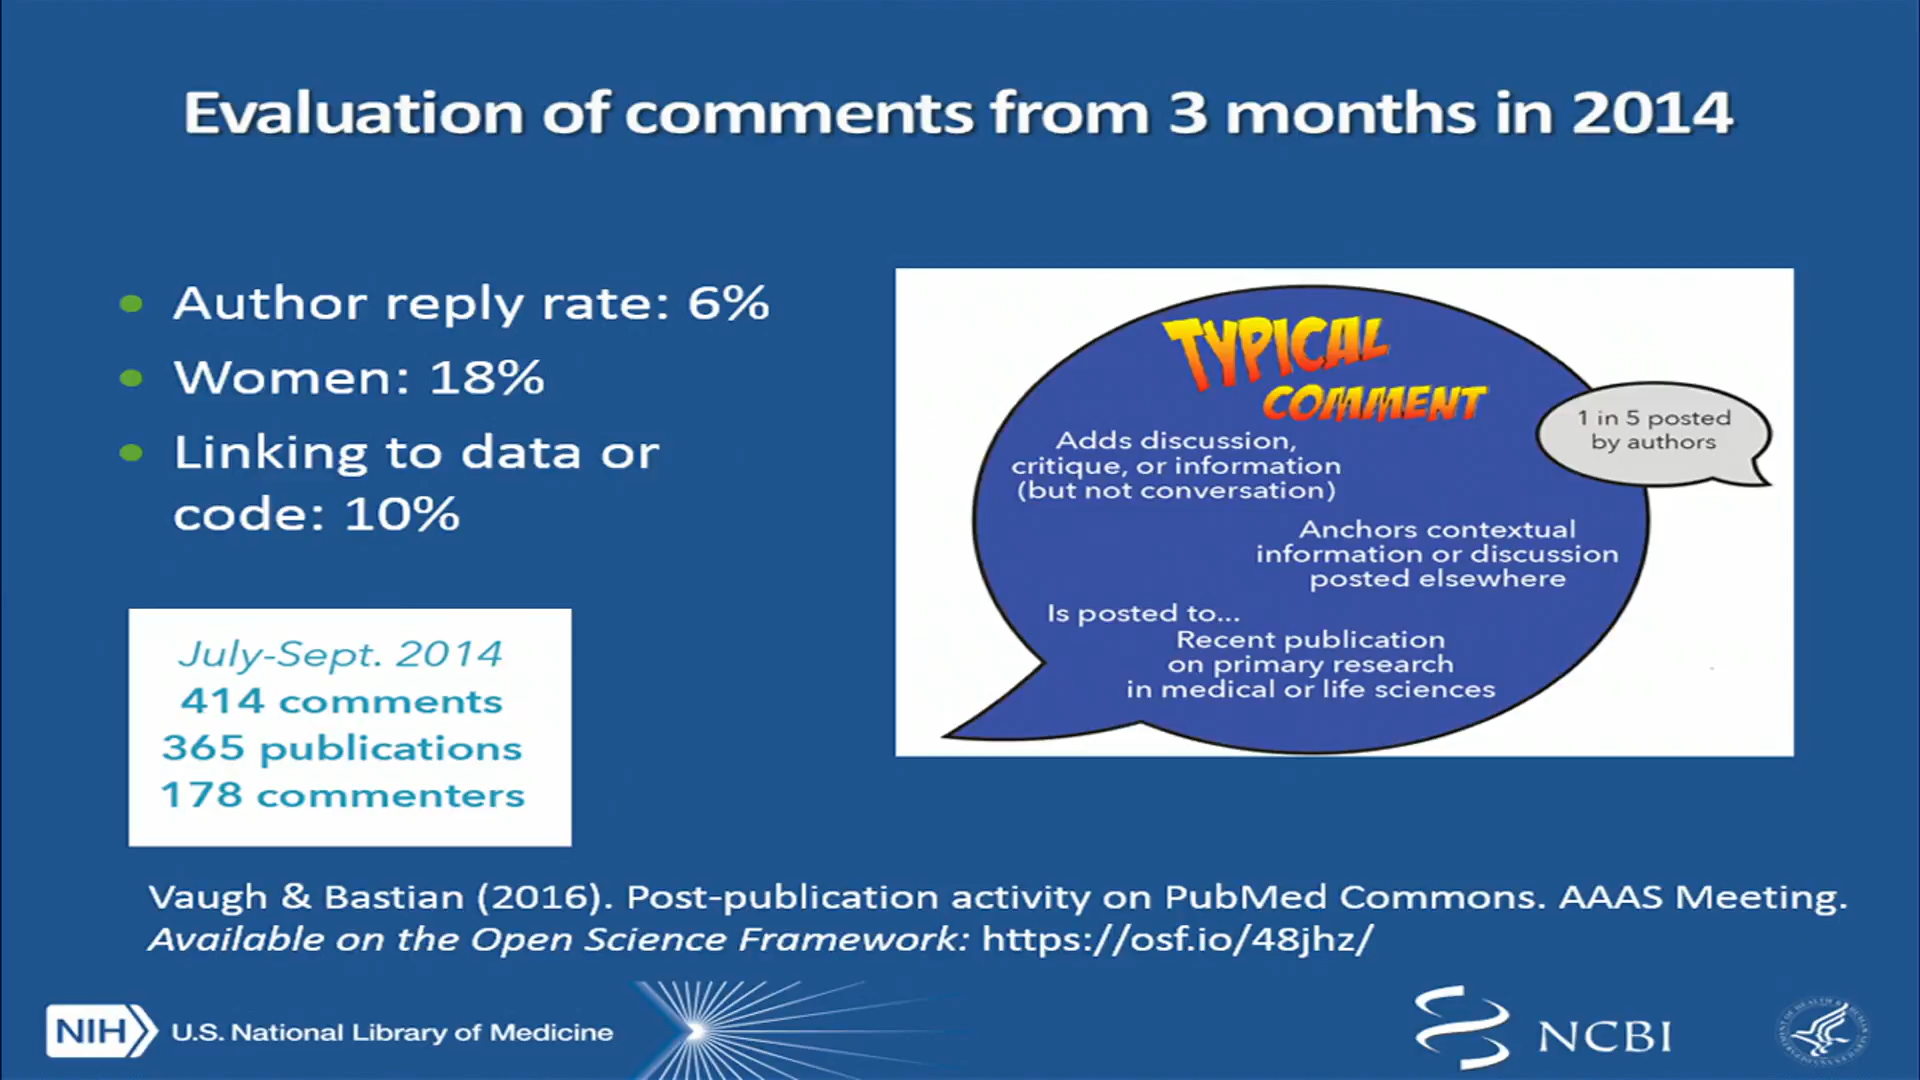 Evaluation of comments from 3 months in 2014
• Author reply rate: 6%
• Women: 18%
• Linking to data or
code: 10%
July-Sept. 2014
414 comments
365 publications
178 commenters
TYPICAL
COMMENT
Adds discussion,
critique, or information
(but not conversation)
1 in 5 posted
by authors
Anchors contextual
information or discussion
posted elsewhere
Is posted to...
Recent publication
on primary research
in medical or life sciences
Vaugh & Bastian (2016). Post-publication activity on PubMed Commons. AAAS Meeting.
Available on the Open Science Framework: https://osf.io/48jhz/
NIH U.S. National Library of Medicine
NCBI